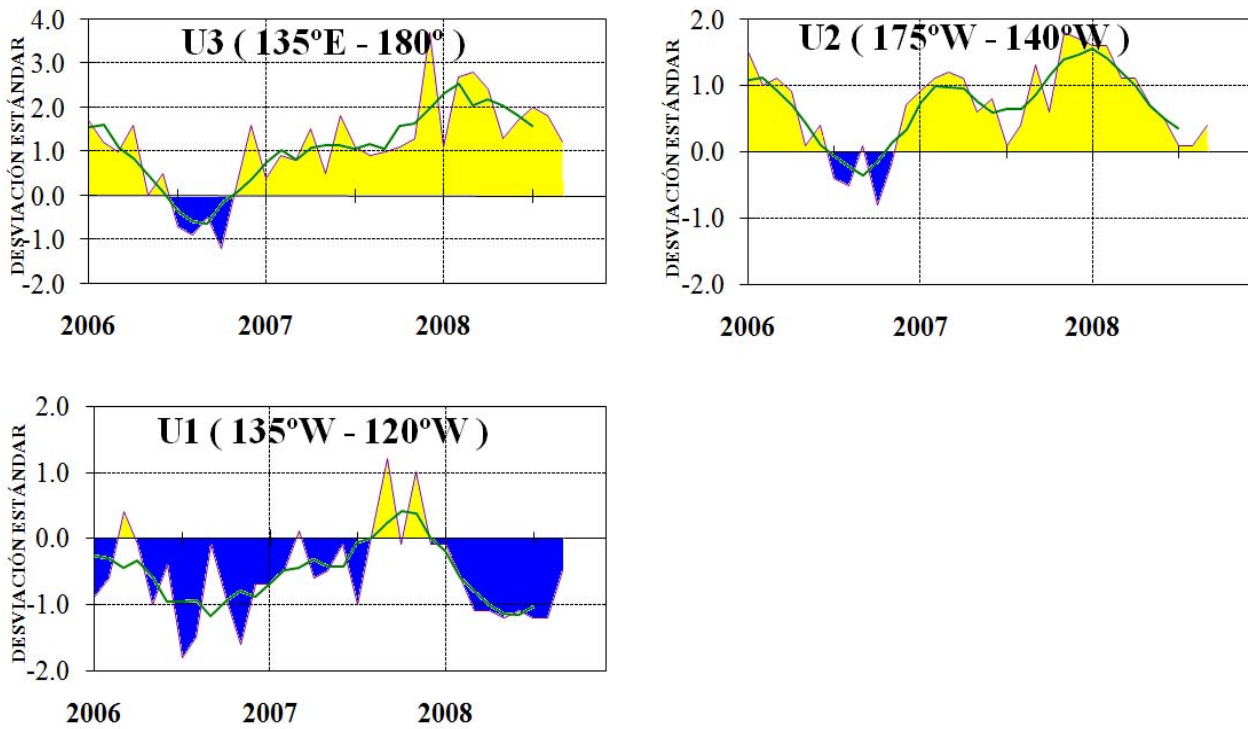 U3 ( 135ºE - 180º )
DESVIACIÓN ESTÁNDAR
4.0
3.0
2.0
1.0
0.0
-1.0
-2.0
2006 2007 2008
U2 ( 175ºW - 140ºW )
DESVIACIÓN ESTÁNDAR
2.0
1.0
0.0
-1.0
-2.0
2006 2007 2008
U1 ( 135ºW - 120ºW )
DESVIACIÓN ESTÁNDAR
2.0
1.0
0.0
-1.0
-2.0
2006 2007 2008